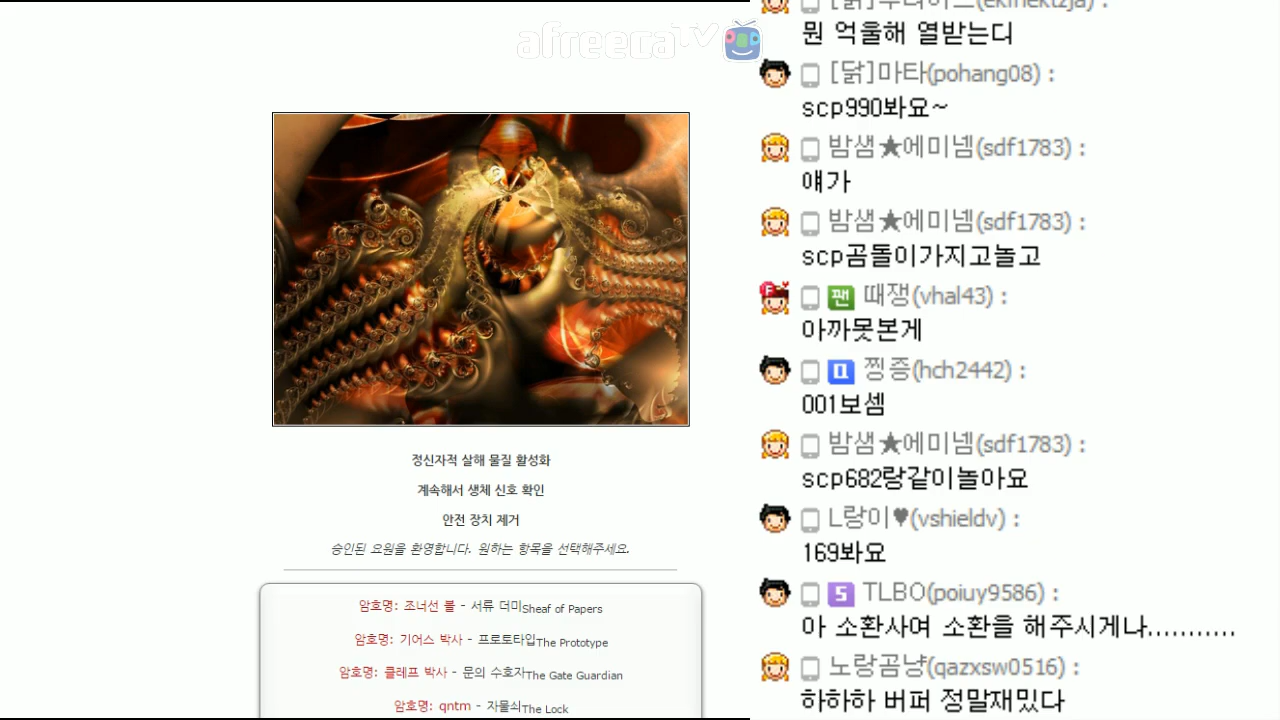 afreecaTV
정신자적 살해 물질 활성화
계속해서 생체 신호 확인
안전 장치 제거
승인된 요원을 환영합니다. 원하는 항목을 선택해주세요.
암호명: 조너선 볼 - 서류 더미Sheaf of Papers
암호명: 기어스 박사 - 프로토타입The Prototype
암호명: 클레프 박사 - 문의 수호자The Gate Guardian
암호명: qntm - 자물쇠The Lock
뭔 억울해 열받는디
[닭]마타(pohang08) :
scp990봐요~
밤샘★에미넴(sdf1783) :
얘가
밤샘★에미넴(sdf1783) :
scp곰돌이가지고놀고
팬 때쟁(vhal43) :
아까못본게
찡증(hch2442) :
001보셈
밤샘★에미넴(sdf1783) :
scp682랑같이놀아요
L랑이♥(vshieldv) :
169봐요
5 TLBO(poiuy9586) :
아 소환사여 소환을 해주시게나...........
노랑곰냥(qazxsw0516) :
하하하 버퍼 정말재밌다